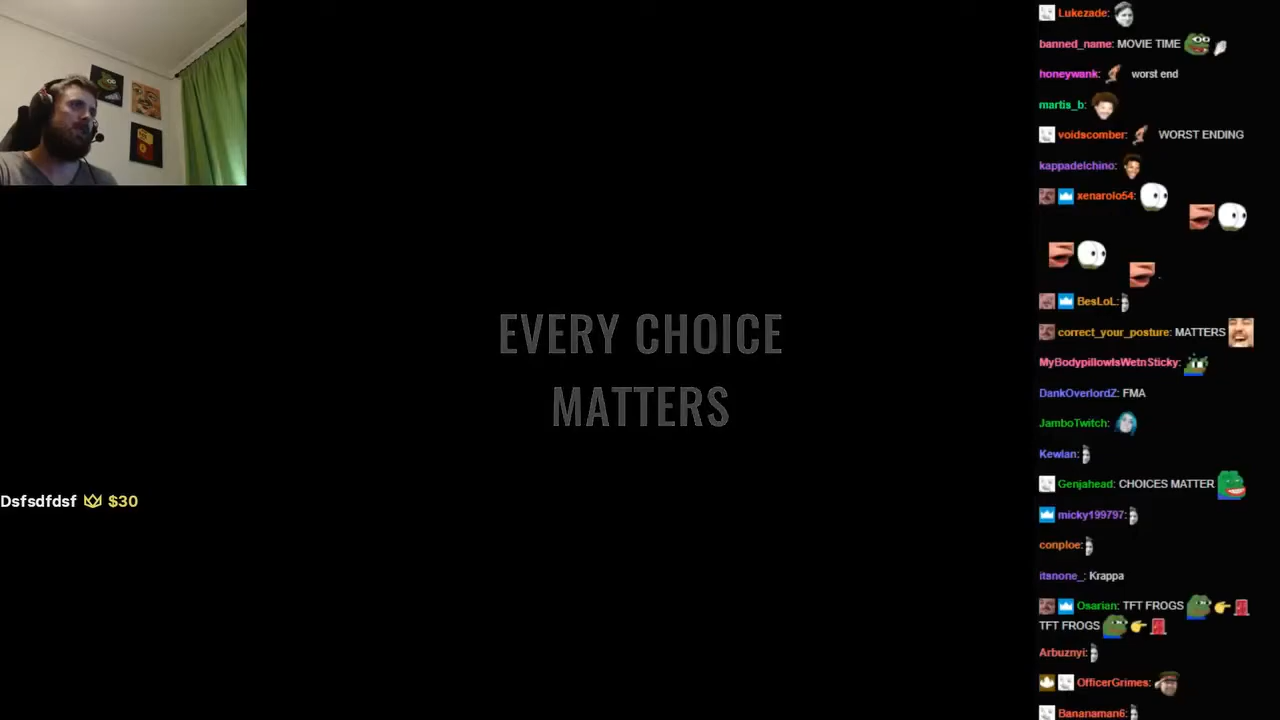 Lukezade:
banned_name: MOVIE TIME
honeywank: worst end
martis_b:
voidscomber: WORST ENDING
kappadelchino:
xenarolo54:
BesLoL:
correct_your_posture: MATTERS
MyBodypillowIsWetnSticky:
DankOverlordZ: FMA
JamboTwitch:
Kewlan:
Genjahead: CHOICES MATTER
micky199797:
conploe:
itsnone_: Krappa
Osarian: TFT FROGS
TFT FROGS
Arbuznyi:
OfficerGrimes:
Bananaman6:
EVERY CHOICE
MATTERS
Dsfsdfdsf $30